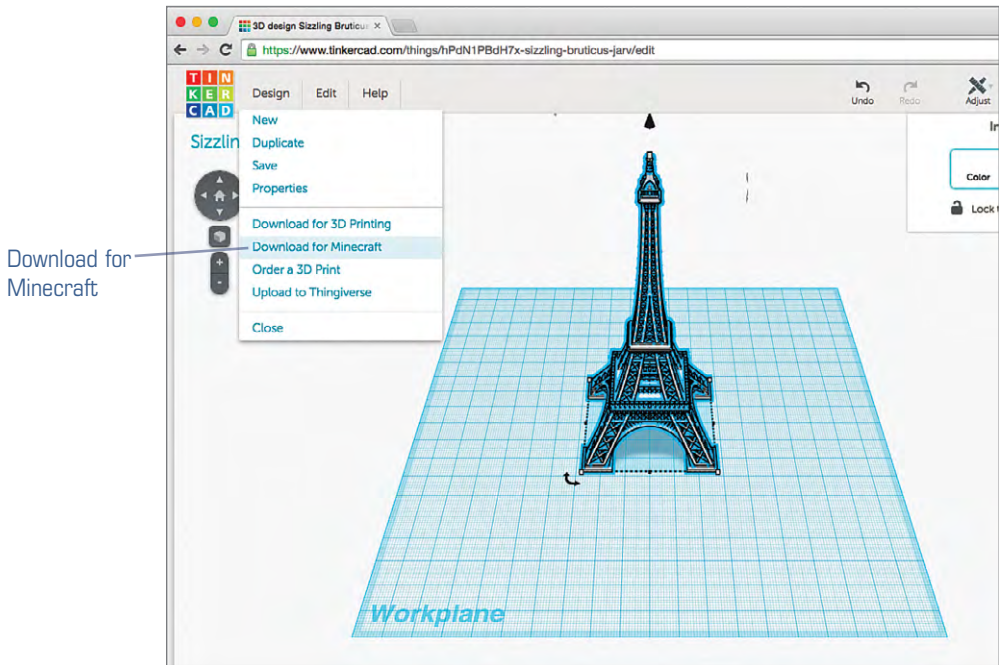 3D design Sizzling Bruticus
https://www.tinkercad.com/things/hPdN1PBdH7x-sizzling-bruticus-jarv/edit
TIN
KER
CAD
Design Edit Help
Undo Redo Adjust
Sizzlin
New
Duplicate
Save
Properties
Download for 3D Printing
Download for Minecraft
Order a 3D Print
Upload to Thingiverse
Close
In
Color
Lock t
Download for
Minecraft
Workplane